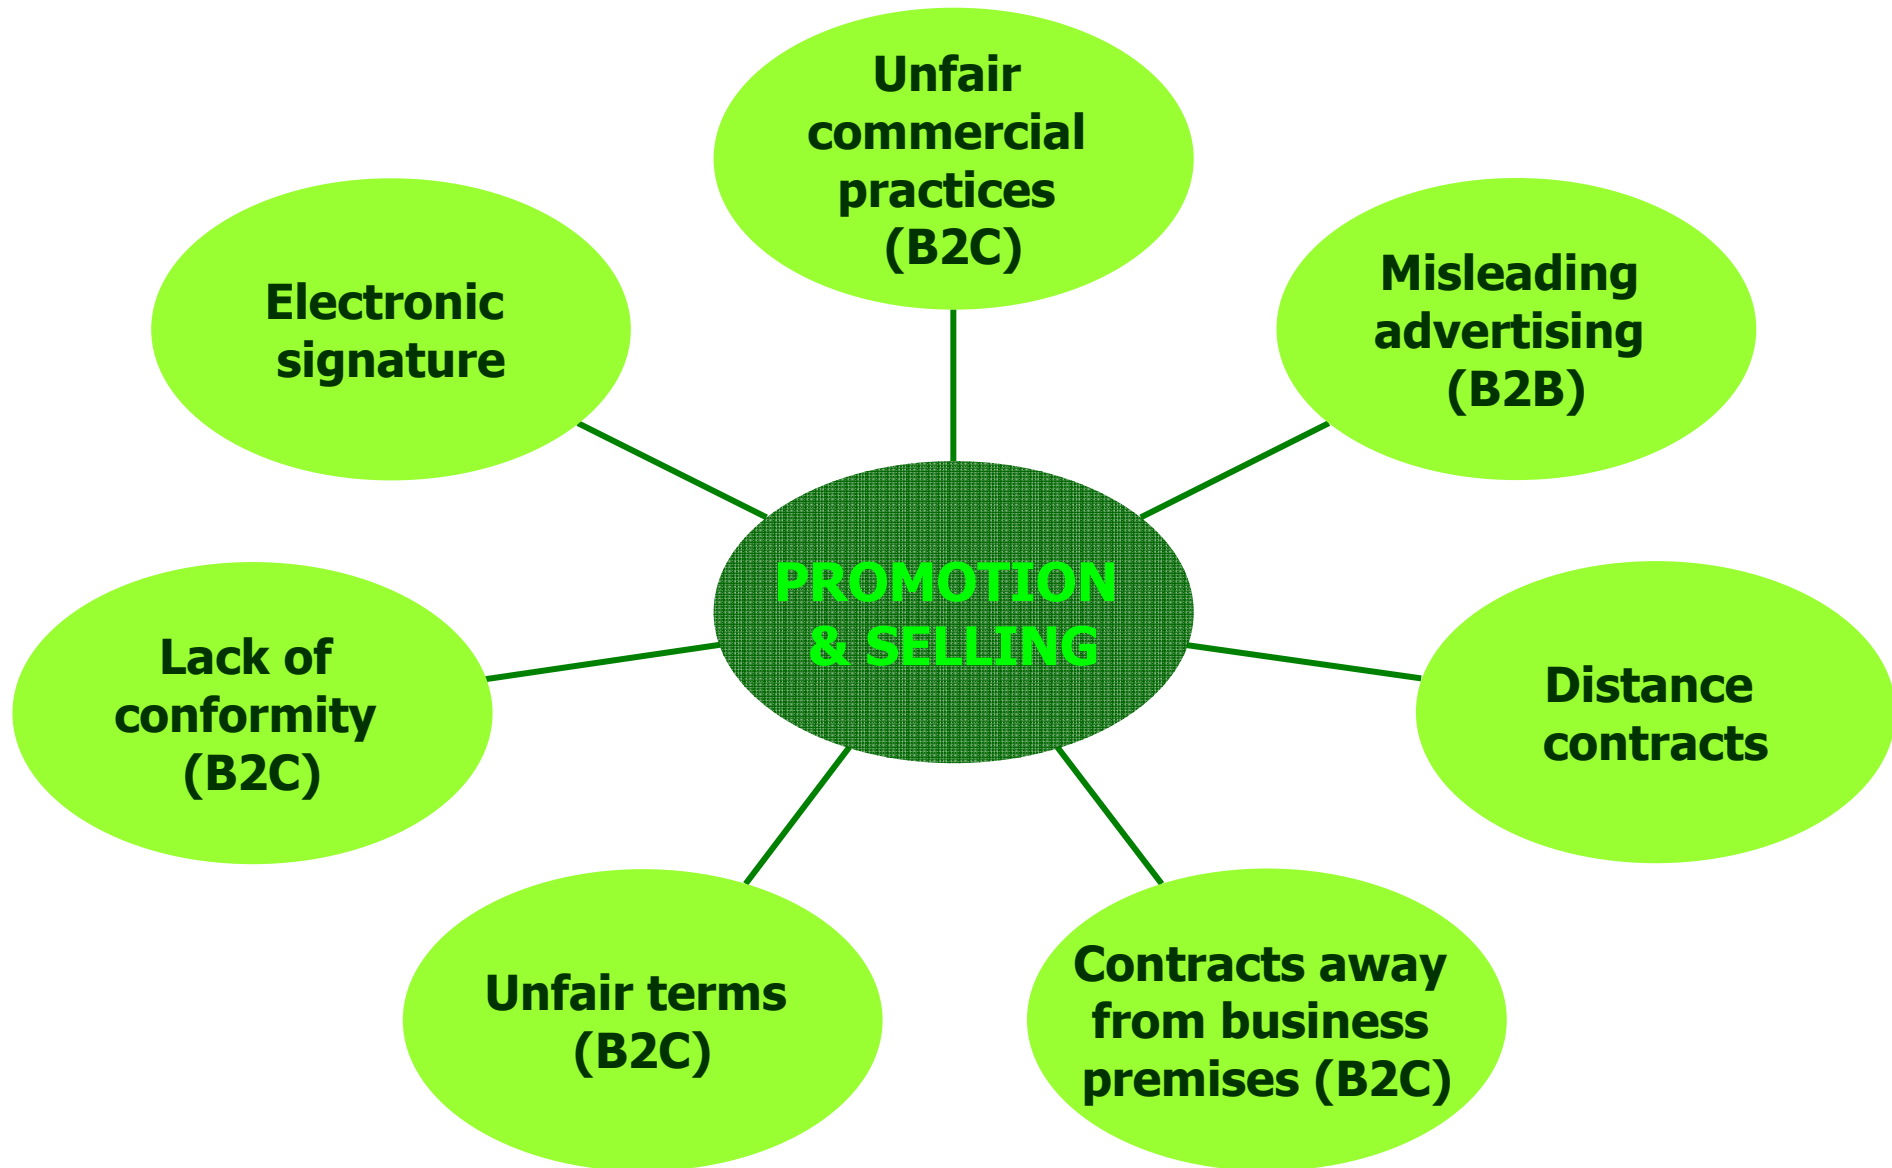 Unfair
commercial
practices
(B2C)
Misleading
advertising
(B2B)
Electronic
signature
PROMOTION
& SELLING
Distance
contracts
Lack of
conformity
(B2C)
Contracts away
from business
premises (B2C)
Unfair terms
(B2C)